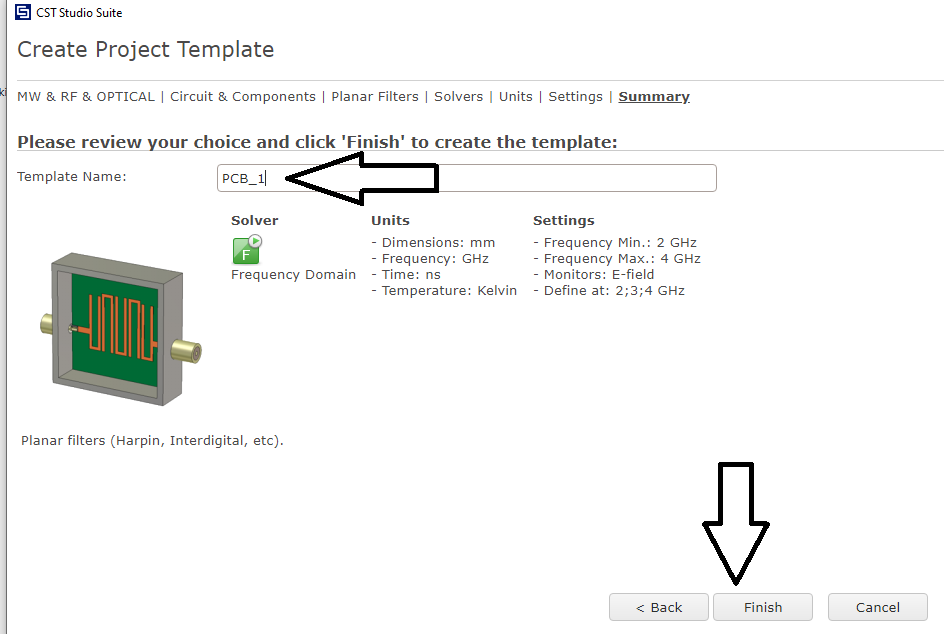 CST Studio Suite
Create Project Template
MW & RF & OPTICAL | Circuit & Components | Planar Filters | Solvers | Units | Settings | Summary
Please review your choice and click 'Finish' to create the template:
Template Name:
PCB_1
Solver
F
Frequency Domain
Units
- Dimensions: mm
- Frequency: GHz
- Time: ns
- Temperature: Kelvin
Settings
- Frequency Min.: 2 GHz
- Frequency Max.: 4 GHz
- Monitors: E-field
- Define at: 2;3;4 GHz
Planar filters (Harpin, Interdigital, etc).
< Back
Finish
Cancel